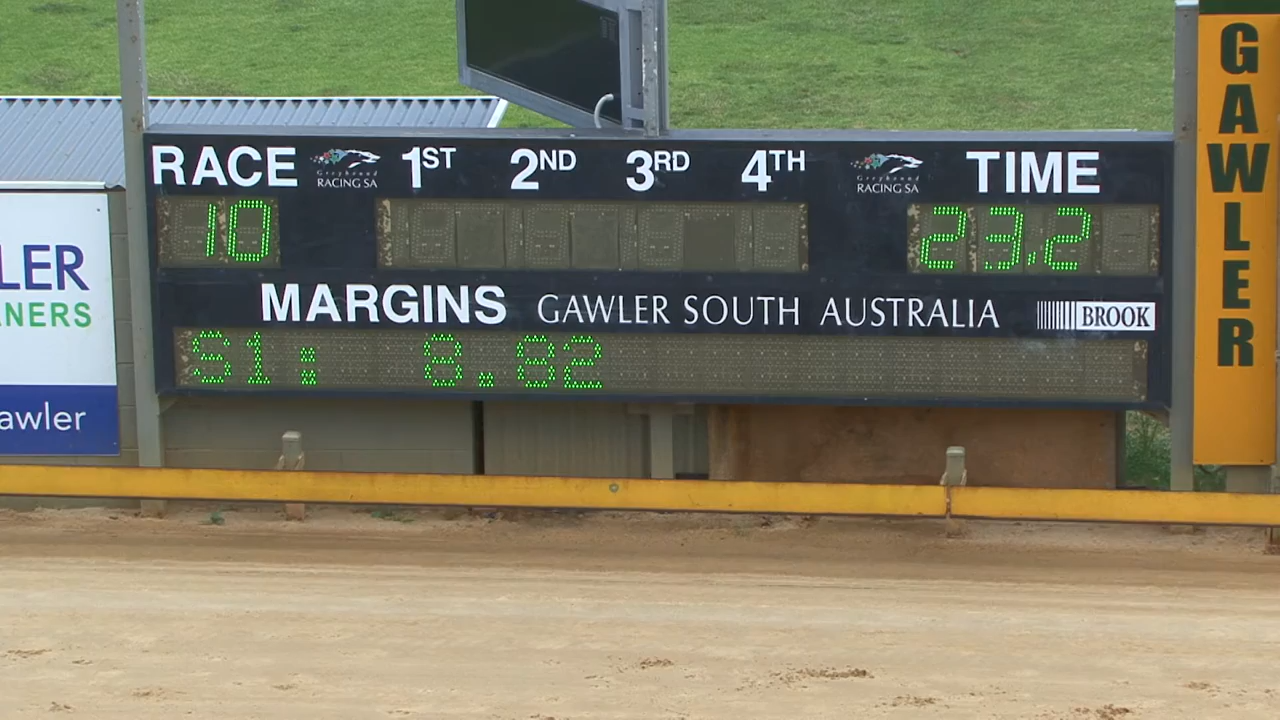 RACE
Greyhound
RACING SA
1ST 2ND 3RD 4TH
Greyhound
RACING SA
TIME
10
23.2
MARGINS GAWLER SOUTH AUSTRALIA BROOK
S1: 8.82
GAWLER
LER
NERS
awler